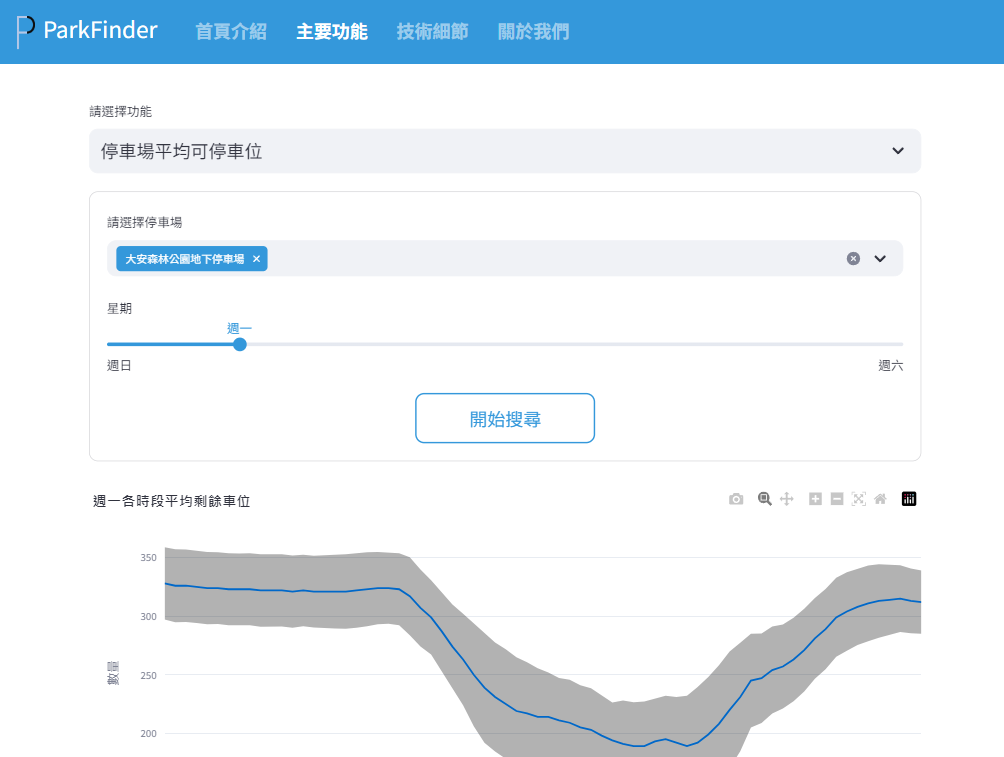 ParkFinder 首頁介紹 主要功能 技術細節 關於我們
請選擇功能
停車場平均可停車位
請選擇停車場
大安森林公園地下停車場 ×
星期
週一
週日 週六
開始搜尋
週一各時段平均剩餘車位
350
300
250
200
數量